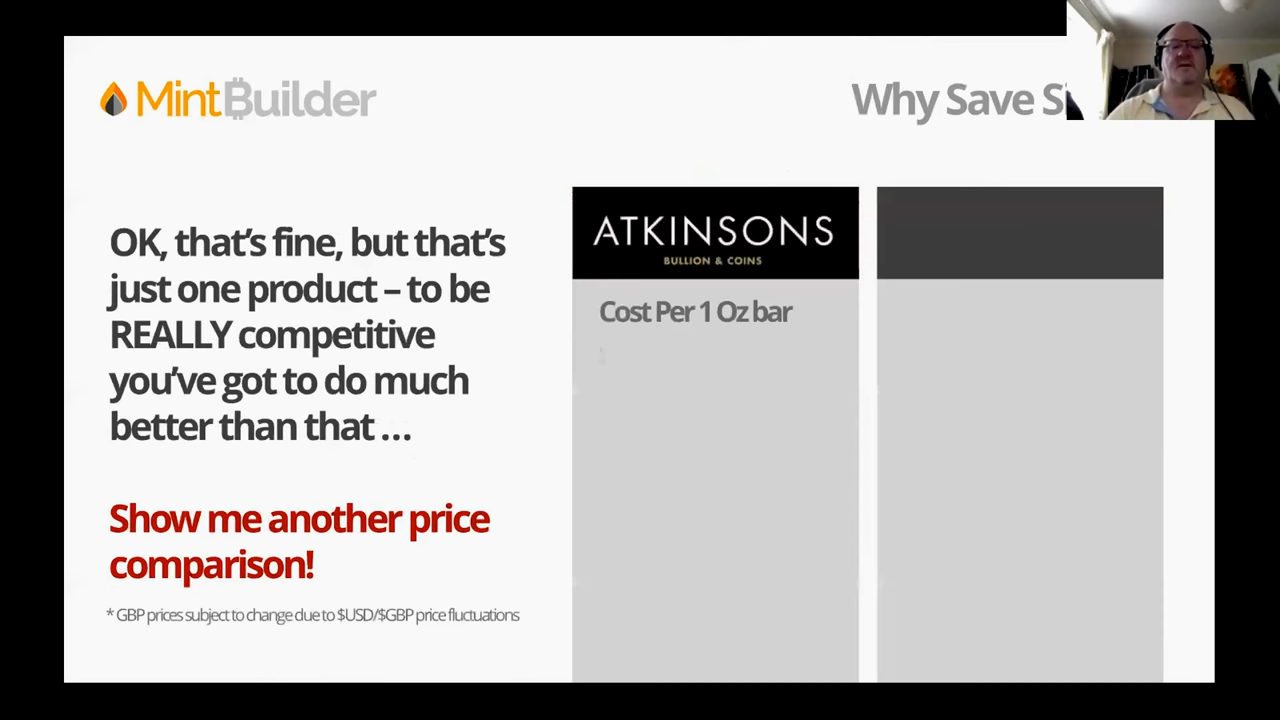 MintBuilder
Why Save
OK, that's fine, but that's
just one product – to be
REALLY competitive
you've got to do much
better than that ...
Show me another price
comparison!
* GBP prices subject to change due to $USD/$GBP price fluctuations
ATKINSONS
BULLION & COINS
Cost Per 1 Oz bar